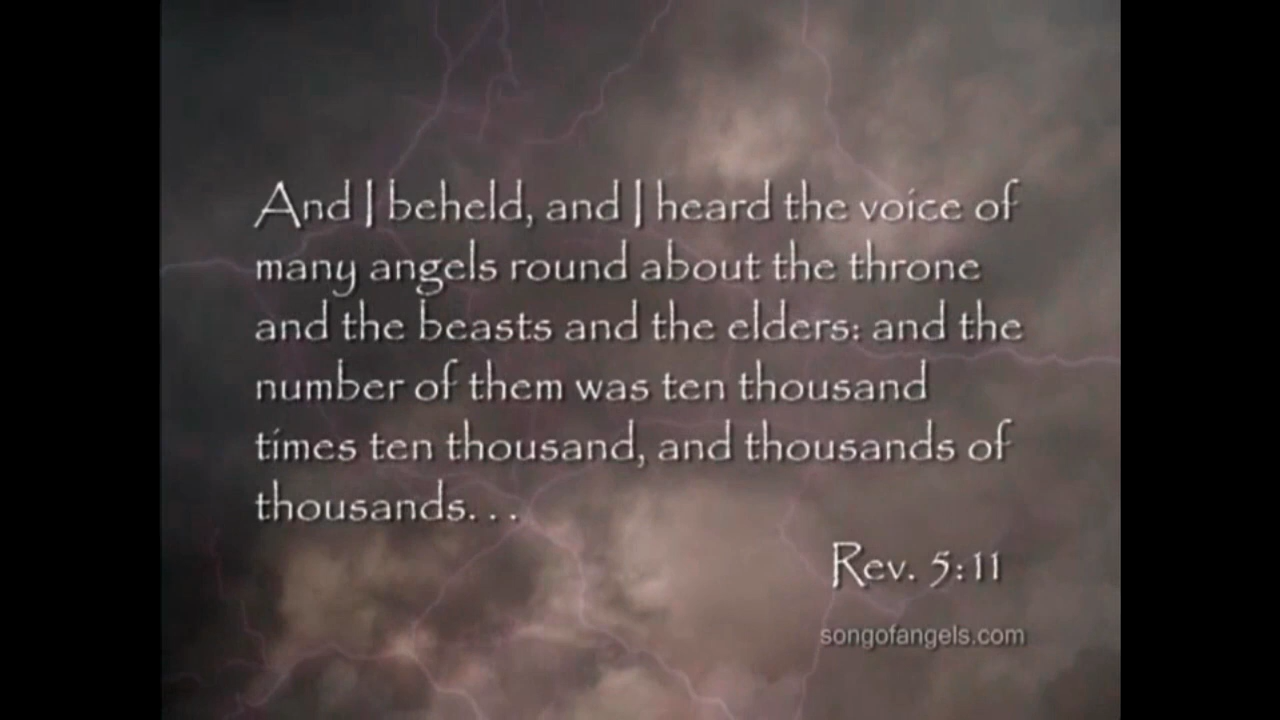 And I beheld, and I heard the voice of
many angels round about the throne
and the beasts and the elders: and the
number of them was ten thousand
times ten thousand, and thousands of
thousands. . .
Rev. 5:11
songofangels.com